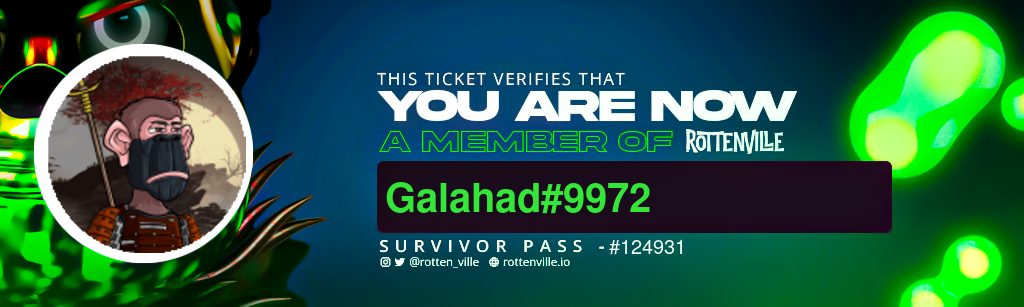 THIS TICKET VERIFIES THAT
YOU ARE NOW
A MEMBER OF ROTTENVILLE
Galahad#9972
SURVIVOR PASS - #124931
@rotten_ville rottenville.io